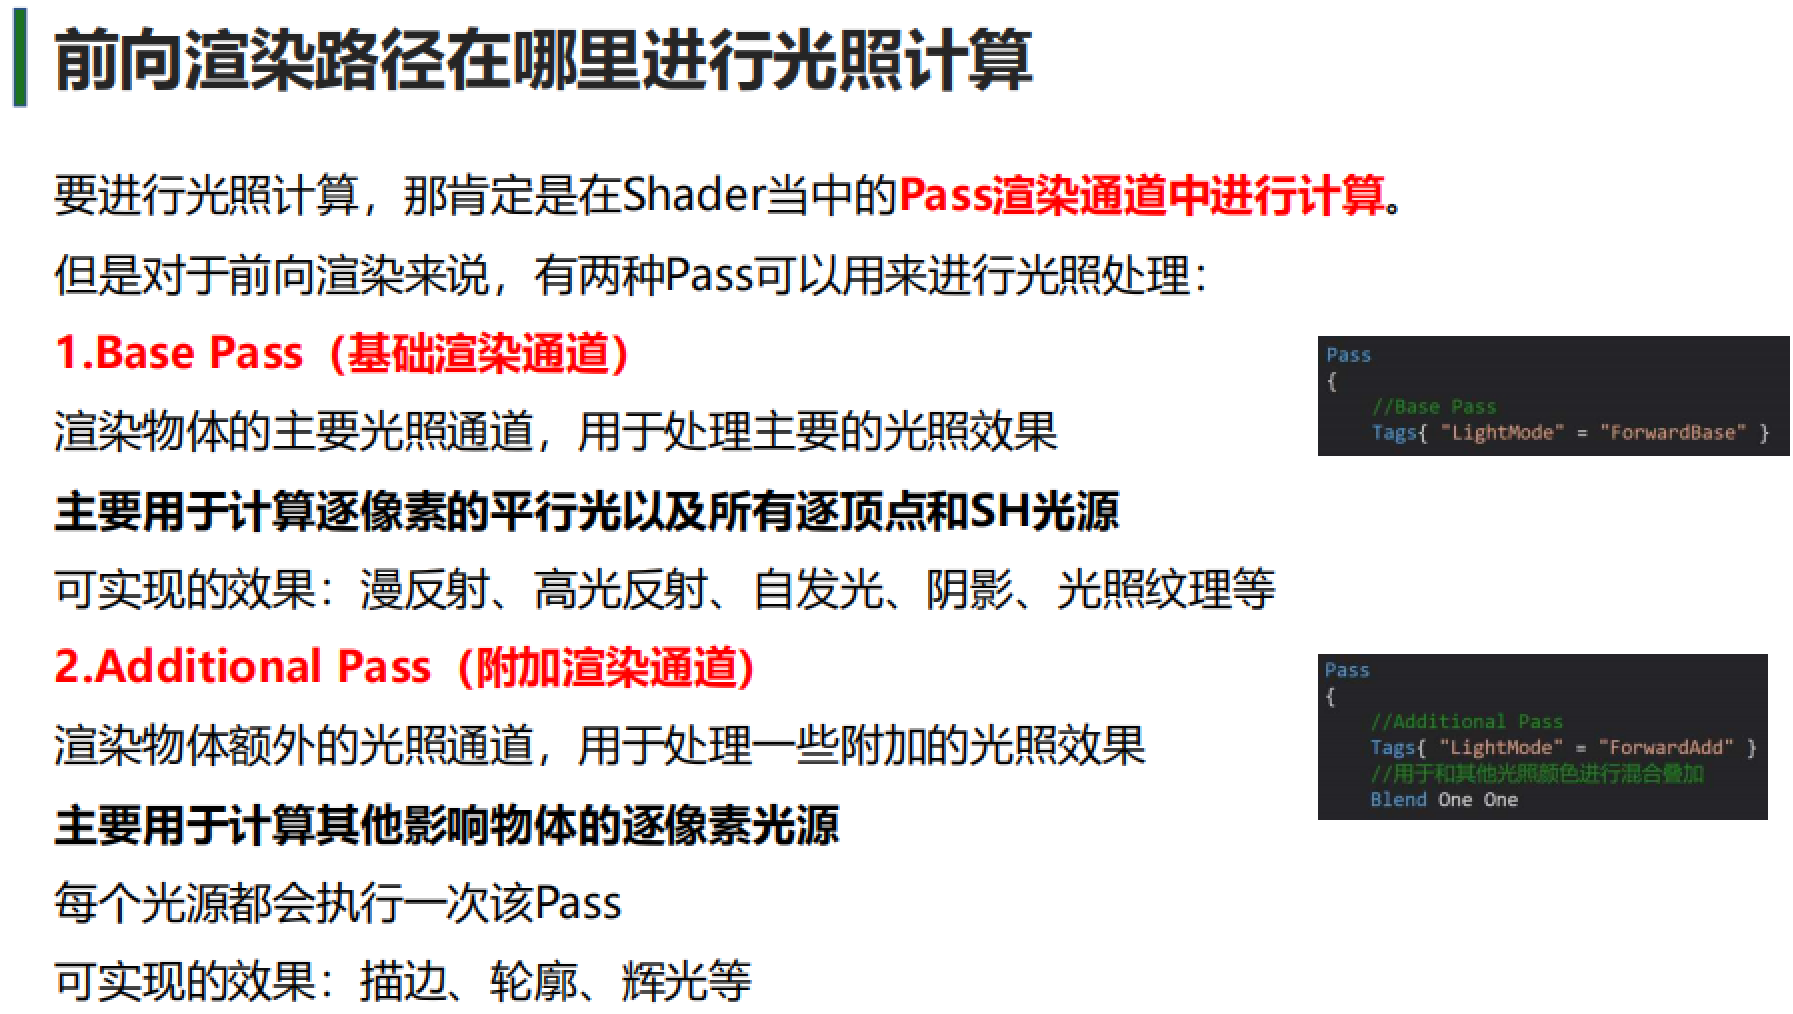 前向渲染路径在哪里进行光照计算
要进行光照计算，那肯定是在Shader当中的Pass渲染通道中进行计算。
但是对于前向渲染来说，有两种Pass可以用来进行光照处理：
1.Base Pass（基础渲染通道）
渲染物体的主要光照通道，用于处理主要的光照效果
主要用于计算逐像素的平行光以及所有逐顶点和SH光源
可实现的效果：漫反射、高光反射、自发光、阴影、光照纹理等
Pass
{
//Base Pass
Tags{ "LightMode" = "ForwardBase" }
2.Additional Pass（附加渲染通道）
渲染物体额外的光照通道，用于处理一些附加的光照效果
主要用于计算其他影响物体的逐像素光源
每个光源都会执行一次该Pass
可实现的效果：描边、轮廓、辉光等
Pass
{
//Additional Pass
Tags{ "LightMode" = "ForwardAdd" }
//用于和其他光照颜色进行混合叠加
Blend One One